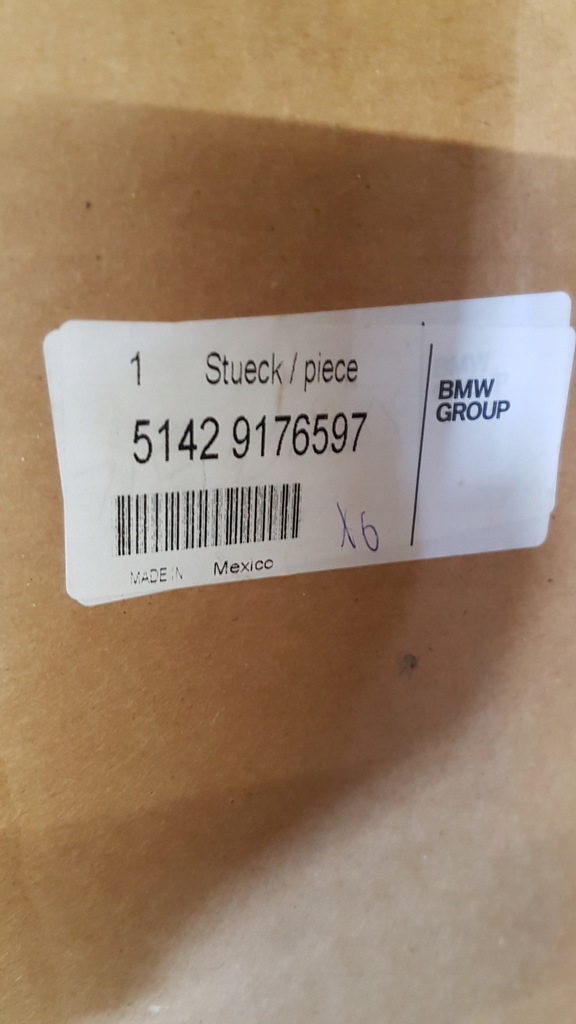 1 Stueck / piece
5142 9176597
X6
MADE IN Mexico
BMW
GROUP